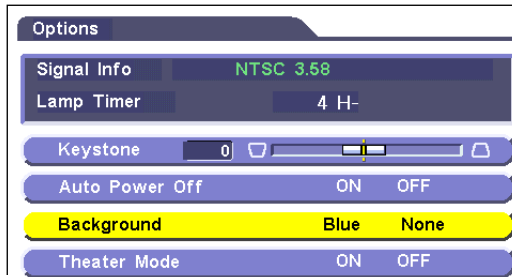 Options
Signal Info NTSC 3.58
Lamp Timer 4 H-
Keystone 0
Auto Power Off ON OFF
Background Blue None
Theater Mode ON OFF